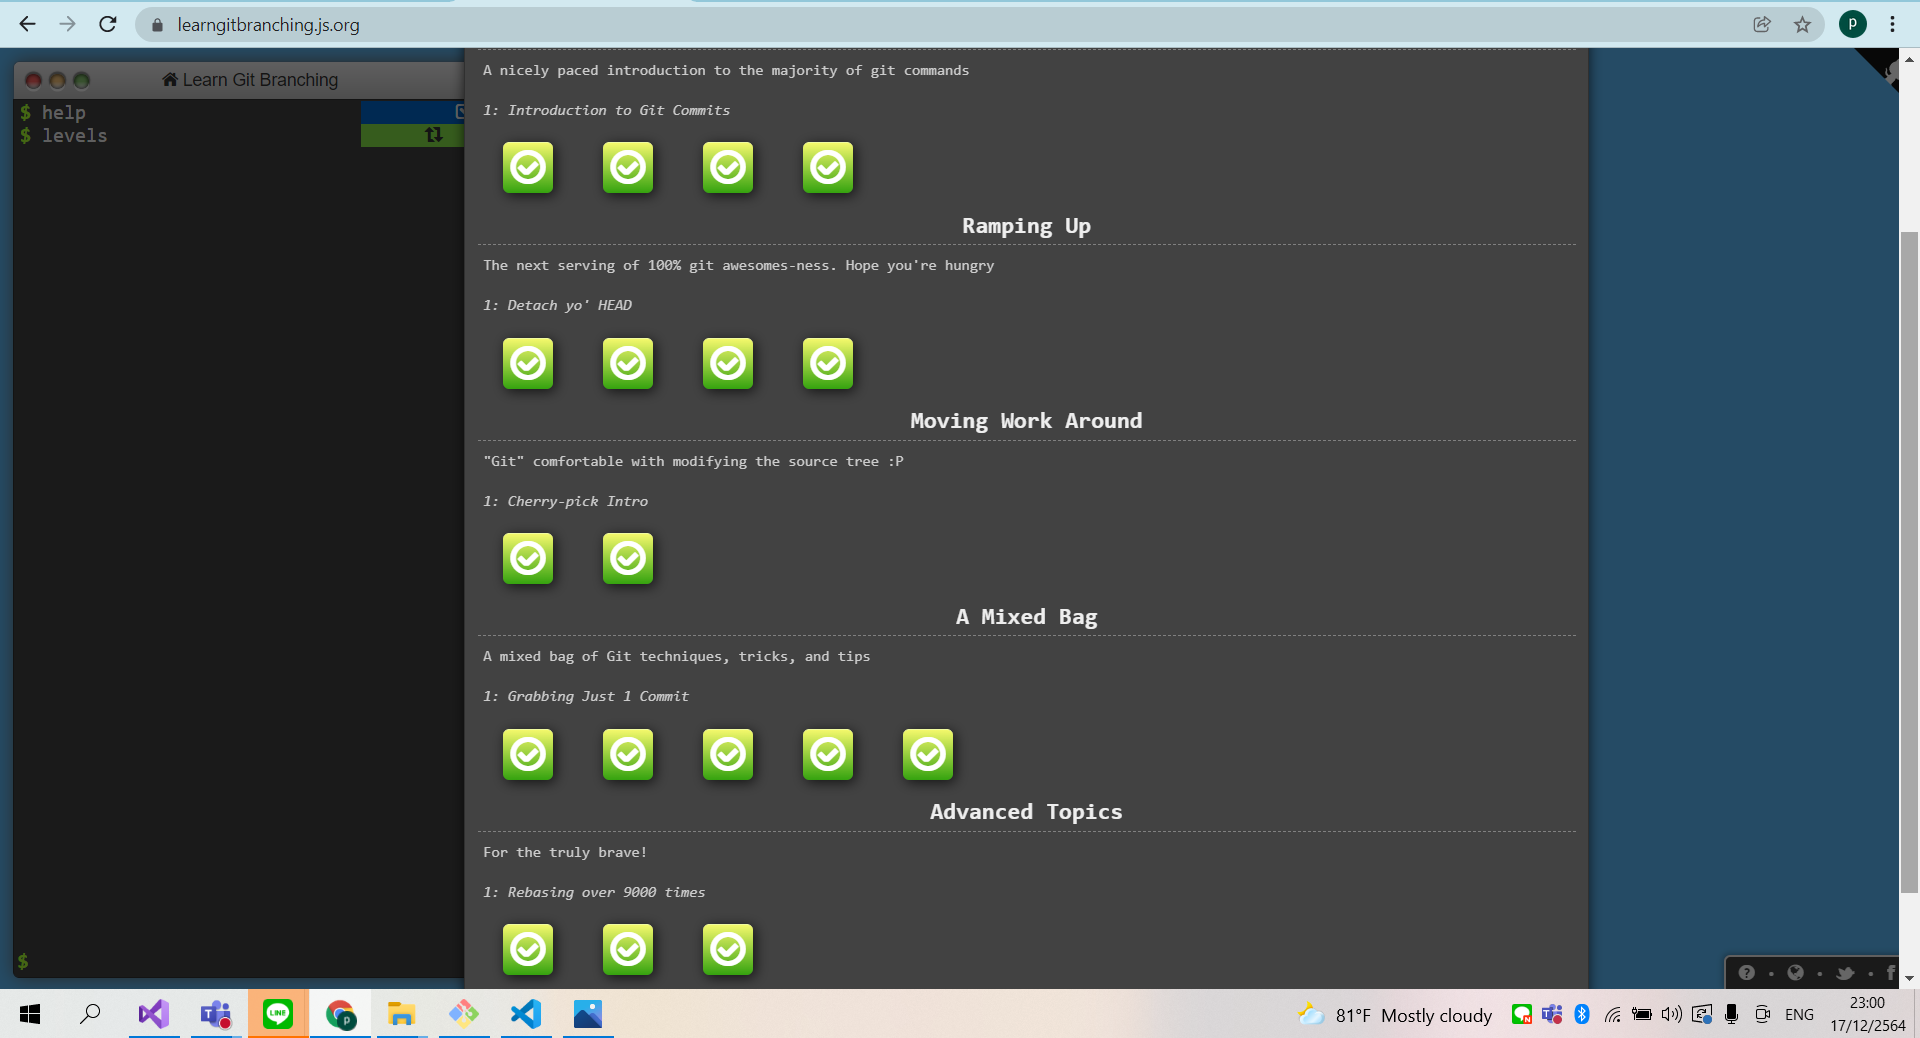 learngitbranching.js.org
P
Learn Git Branching
$ help
$ levels
$
A nicely paced introduction to the majority of git commands
1: Introduction to Git Commits
Ramping Up
The next serving of 100% git awesomes-ness. Hope you're hungry
1: Detach yo' HEAD
Moving Work Around
"Git" comfortable with modifying the source tree :P
1: Cherry-pick Intro
A Mixed Bag
A mixed bag of Git techniques, tricks, and tips
1: Grabbing Just 1 Commit
Advanced Topics
For the truly brave!
1: Rebasing over 9000 times
LINE
P
81°F Mostly cloudy
ENG
23:00
17/12/2564